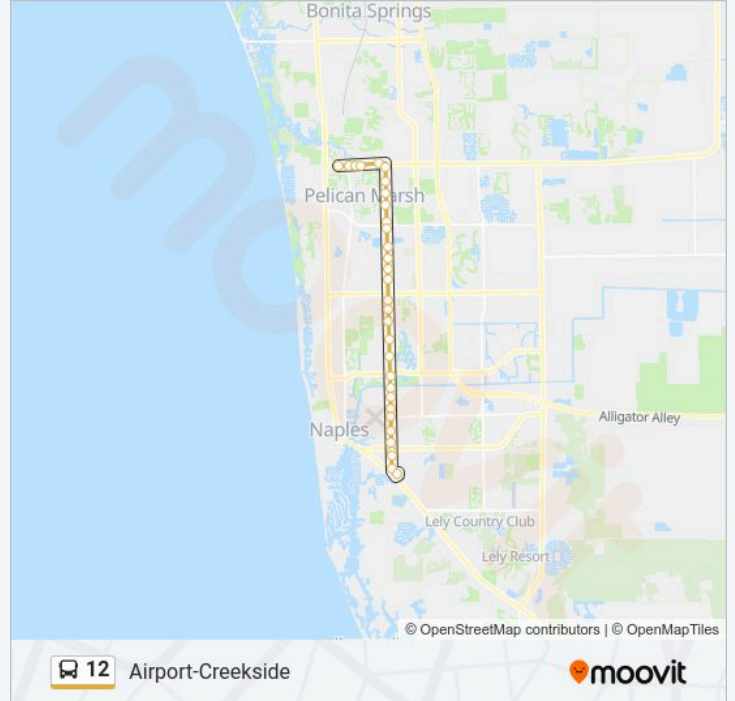 Bonita Springs
Pelican Marsh
Naples
Alligator Alley
Lely Country Club
Lely Resort
© OpenStreetMap contributors | © OpenMapTiles
12 Airport-Creekside
moovit
moovit